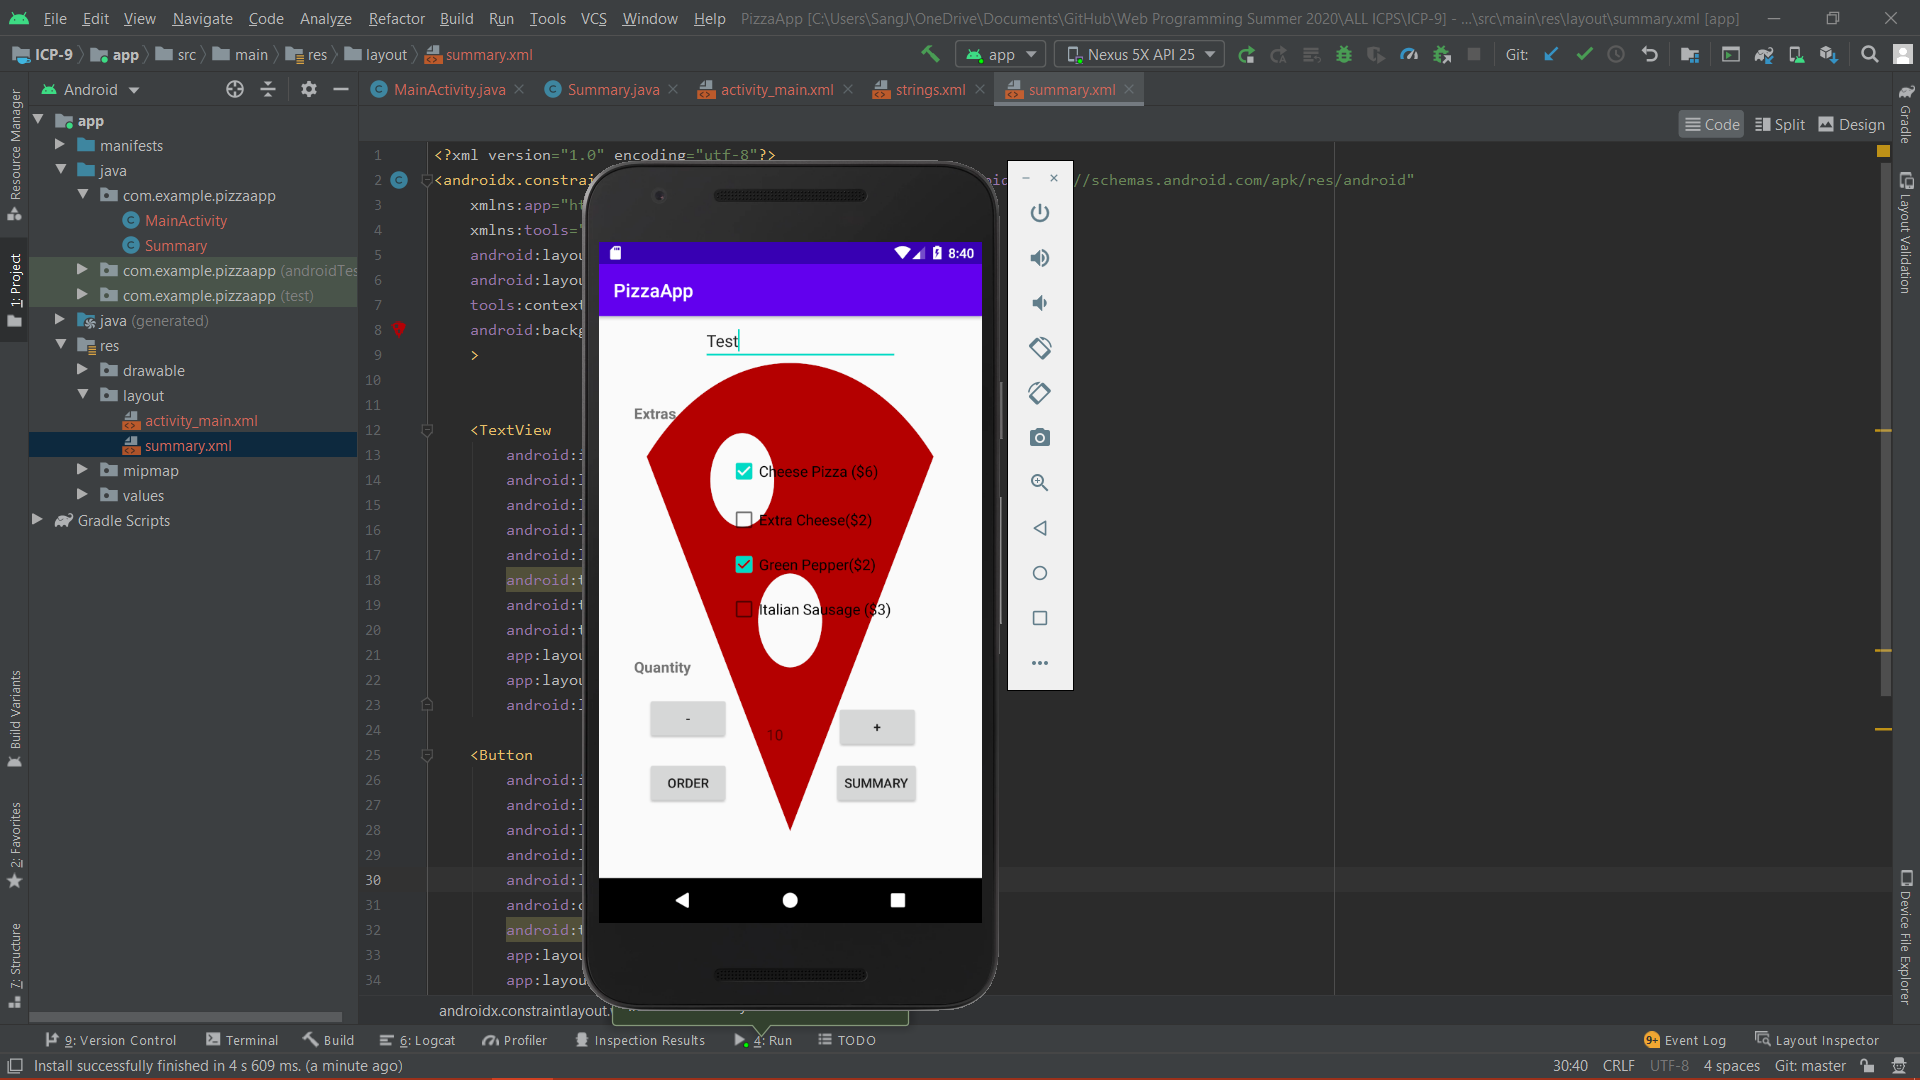 File Edit View Navigate Code Analyze Refactor Build Run Tools VCS Window Help PizzaApp [C:\Users\SangJ\OneDrive\Documents\GitHub\Web Programming Summer 2020\ALL ICPS\ICP-9] - ...\src\main\res\layout\summary.xml [app]
ICP-9 app src main res layout summary.xml app Nexus 5X API 25 Git:
Android MainActivity.java Summary.java activity_main.xml strings.xml summary.xml
Code Split Design
Resource Manager
1: Project
Build Variants
2: Favorites
7: Structure
app
manifests
java
com.example.pizzaapp
MainActivity
Summary
com.example.pizzaapp (androidTes
com.example.pizzaapp (test)
java (generated)
res
drawable
layout
activity_main.xml
summary.xml
mipmap
values
Gradle Scripts
1 <?xml version="1.0" encoding="utf-8"?>
2 <androidx.constrai //schemas.android.com/apk/res/android"
3 xmlns:app="ht
4 xmlns:tools="
5 android:layou
6 android:layou
7 tools:context
8 android:backg
9 >
10
11
12 <TextView
13 android:i
14 android:l
15 android:l
16 android:l
17 android:l
18 android:t
19 android:t
20 android:t
21 app:layou
22 app:layou
23 android:l
24
25 <Button
26 android:i
27 android:l
28 android:l
29 android:l
30 android:l
31 android:o
32 android:t
33 app:layou
34 app:layou
androidx.constraintlayout.
8:40
PizzaApp
Test
Extras
Cheese Pizza ($6)
Extra Cheese($2)
Green Pepper($2)
Italian Sausage ($3)
Quantity
-
10
+
ORDER
SUMMARY
Gradle
Layout Validation
Device File Explorer
9: Version Control Terminal Build 6: Logcat Profiler Inspection Results 4: Run TODO 9+ Event Log Layout Inspector
Install successfully finished in 4 s 609 ms. (a minute ago) 30:40 CRLF UTF-8 4 spaces Git: master